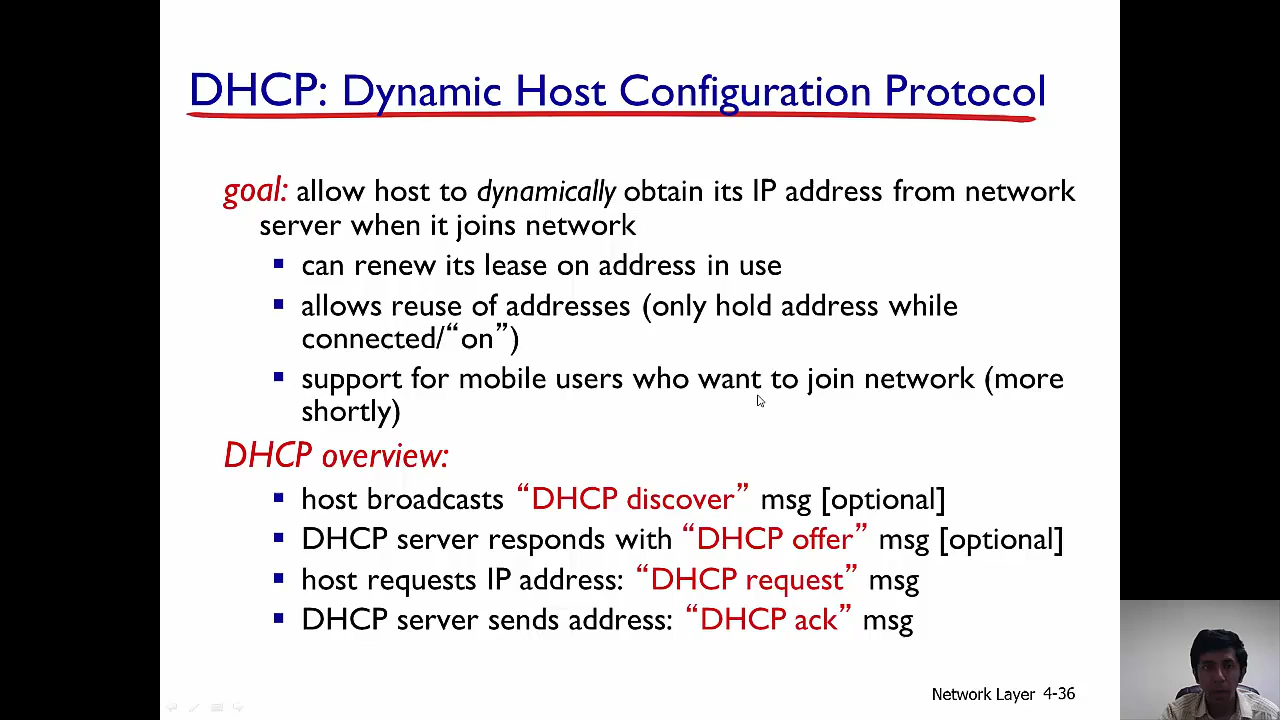 DHCP: Dynamic Host Configuration Protocol
goal: allow host to dynamically obtain its IP address from network
server when it joins network
▪ can renew its lease on address in use
▪ allows reuse of addresses (only hold address while
connected/“on”)
▪ support for mobile users who want to join network (more
shortly)
DHCP overview:
▪ host broadcasts “DHCP discover” msg [optional]
▪ DHCP server responds with “DHCP offer” msg [optional]
▪ host requests IP address: “DHCP request” msg
▪ DHCP server sends address: “DHCP ack” msg
Network Layer 4-36